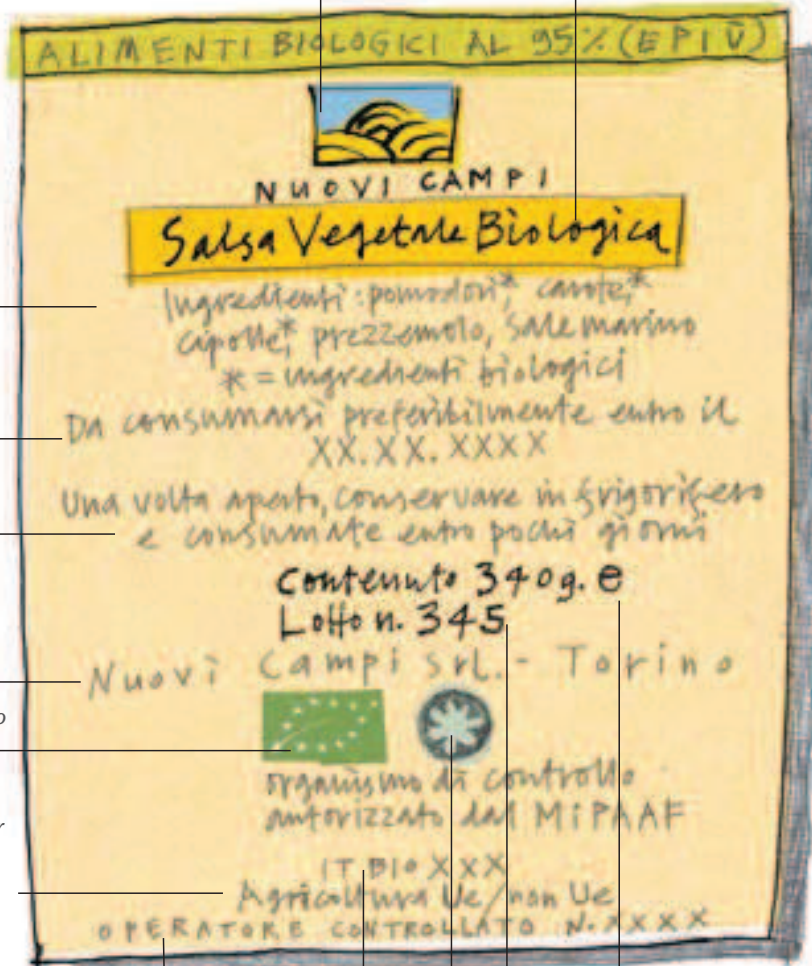 ALIMENTI BIOLOGICI AL 95% (E PIÙ)
NUOVI CAMPI
Salsa Vegetale Biologica
Ingredienti: pomodori*, carote,*
cipolle,* prezzemolo, sale marino
* = ingredienti biologici
Da consumarsi preferibilmente entro il
XX.XX.XXXX
Una volta aperto, conservare in frigorifero
e consumate entro pochi giorni
Contenuto 340g. e
Lotto n. 345
Nuovi Campi srl. - Torino
organismo di controllo
autorizzato dal MiPAAF
IT BIO XXX
Agricoltura Ue/non Ue
OPERATORE CONTROLLATO N. XXXX